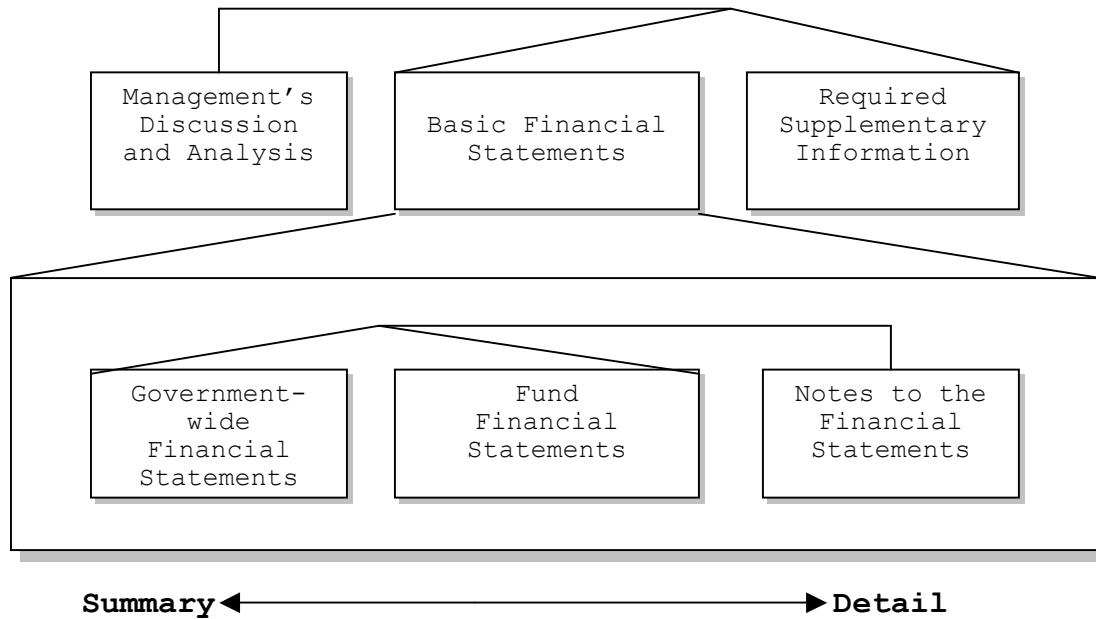 Management’s
Discussion
and Analysis
Basic Financial
Statements
Required
Supplementary
Information
Government-
wide
Financial
Statements
Fund
Financial
Statements
Notes to the
Financial
Statements
Summary
Detail